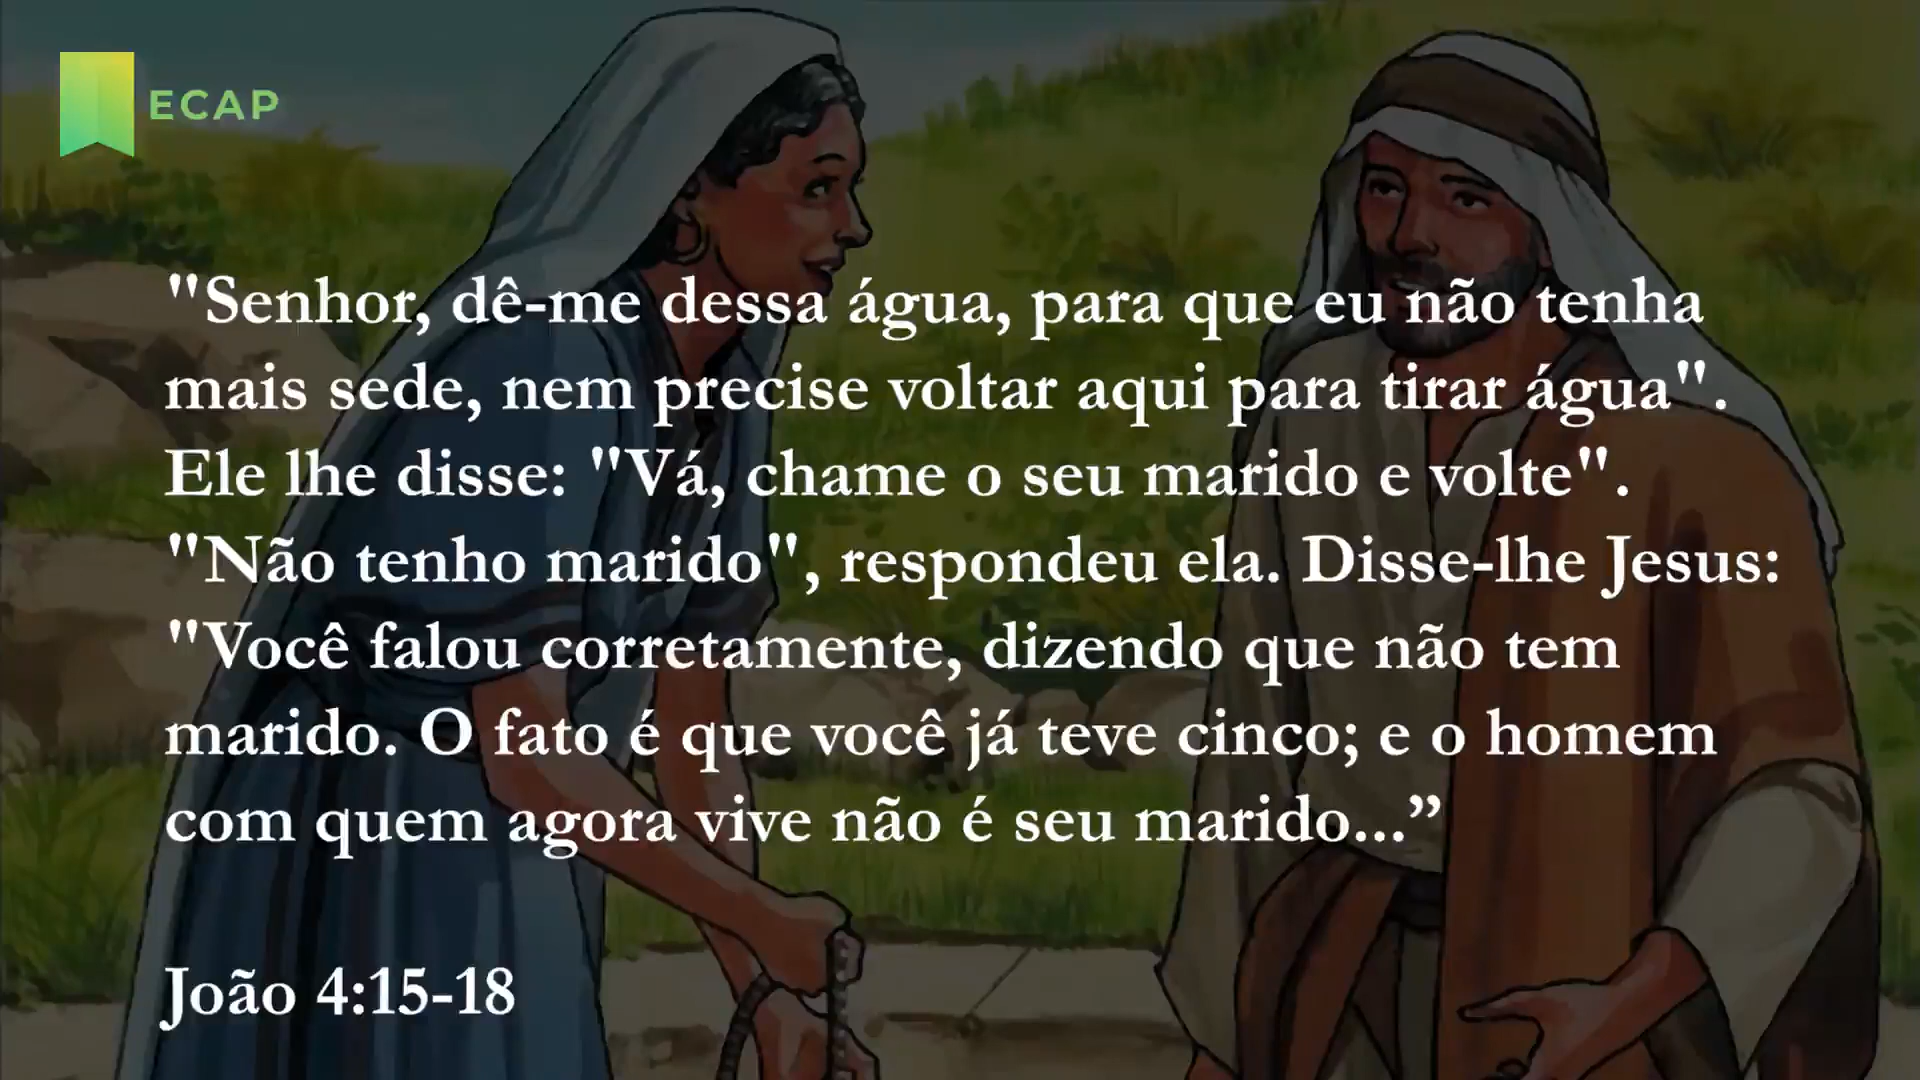 ECAP
"Senhor, dê-me dessa água, para que eu não tenha
mais sede, nem precise voltar aqui para tirar água".
Ele lhe disse: "Vá, chame o seu marido e volte".
"Não tenho marido", respondeu ela. Disse-lhe Jesus:
"Você falou corretamente, dizendo que não tem
marido. O fato é que você já teve cinco; e o homem
com quem agora vive não é seu marido...”
João 4:15-18